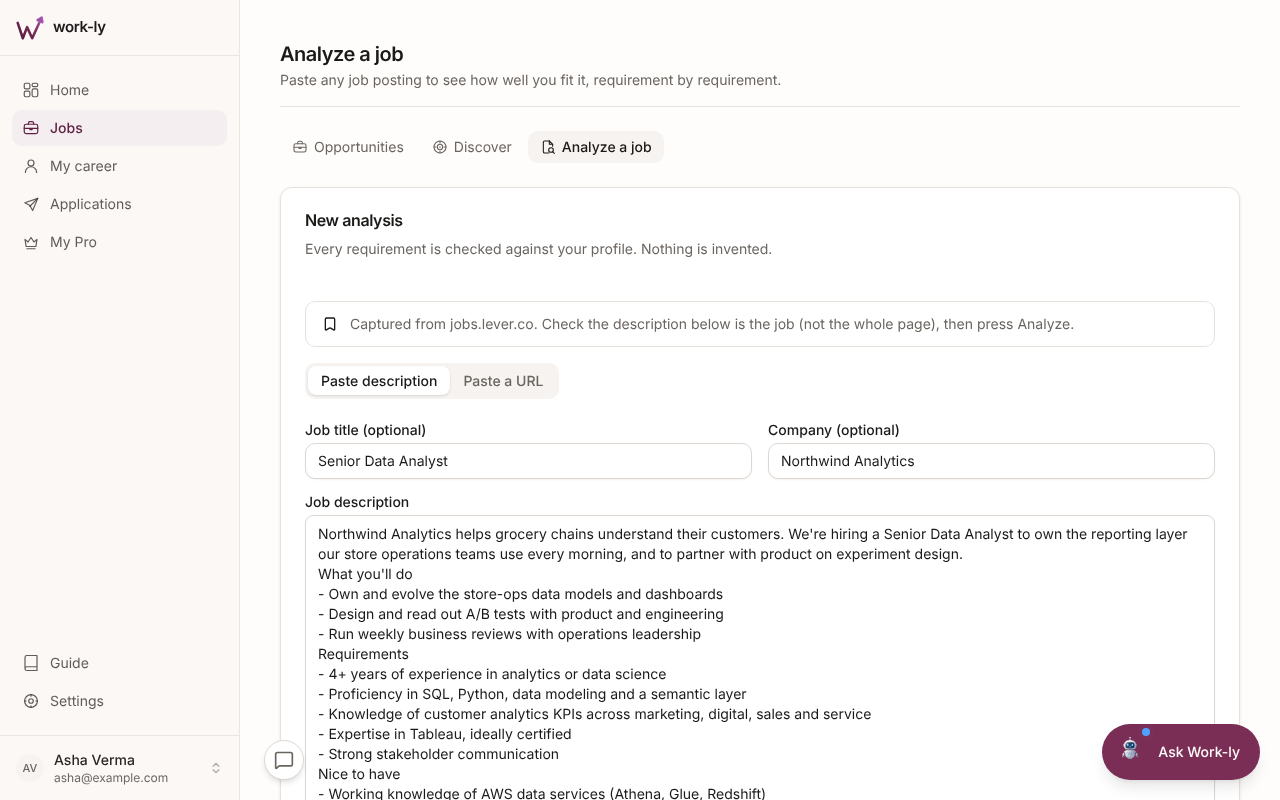 work-ly
Home
Jobs
My career
Applications
My Pro
Guide
Settings
AV
Asha Verma
asha@example.com
Analyze a job
Paste any job posting to see how well you fit it, requirement by requirement.
Opportunities
Discover
Analyze a job
New analysis
Every requirement is checked against your profile. Nothing is invented.
Captured from jobs.lever.co. Check the description below is the job (not the whole page), then press Analyze.
Paste description
Paste a URL
Job title (optional)
Company (optional)
Senior Data Analyst
Northwind Analytics
Job description
Northwind Analytics helps grocery chains understand their customers. We're hiring a Senior Data Analyst to own the reporting layer
our store operations teams use every morning, and to partner with product on experiment design.
What you'll do
- Own and evolve the store-ops data models and dashboards
- Design and read out A/B tests with product and engineering
- Run weekly business reviews with operations leadership
Requirements
- 4+ years of experience in analytics or data science
- Proficiency in SQL, Python, data modeling and a semantic layer
- Knowledge of customer analytics KPIs across marketing, digital, sales and service
- Expertise in Tableau, ideally certified
- Strong stakeholder communication
Nice to have
- Working knowledge of AWS data services (Athena, Glue, Redshift)
Ask Work-ly